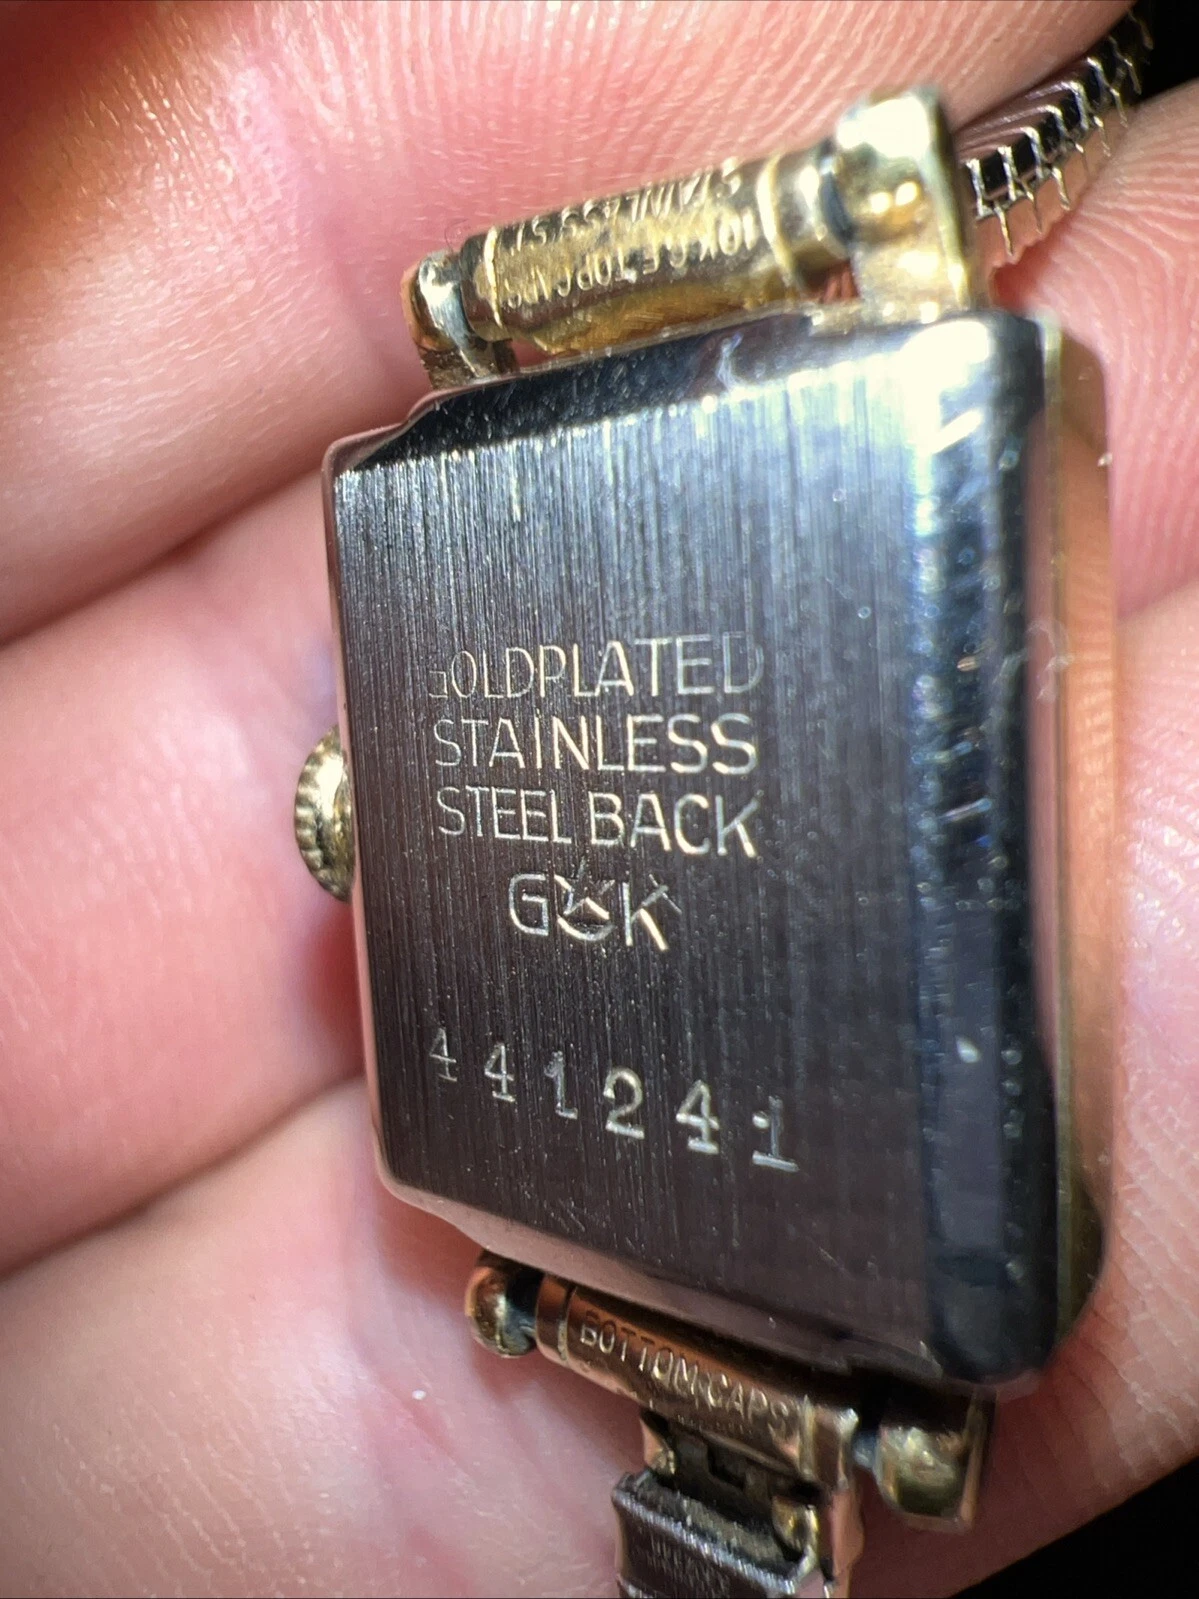 STAINLESS ST
10K G F TOP CAPS
GOLDPLATED
STAINLESS
STEEL BACK
G K
441241
BOTTOM CAPS